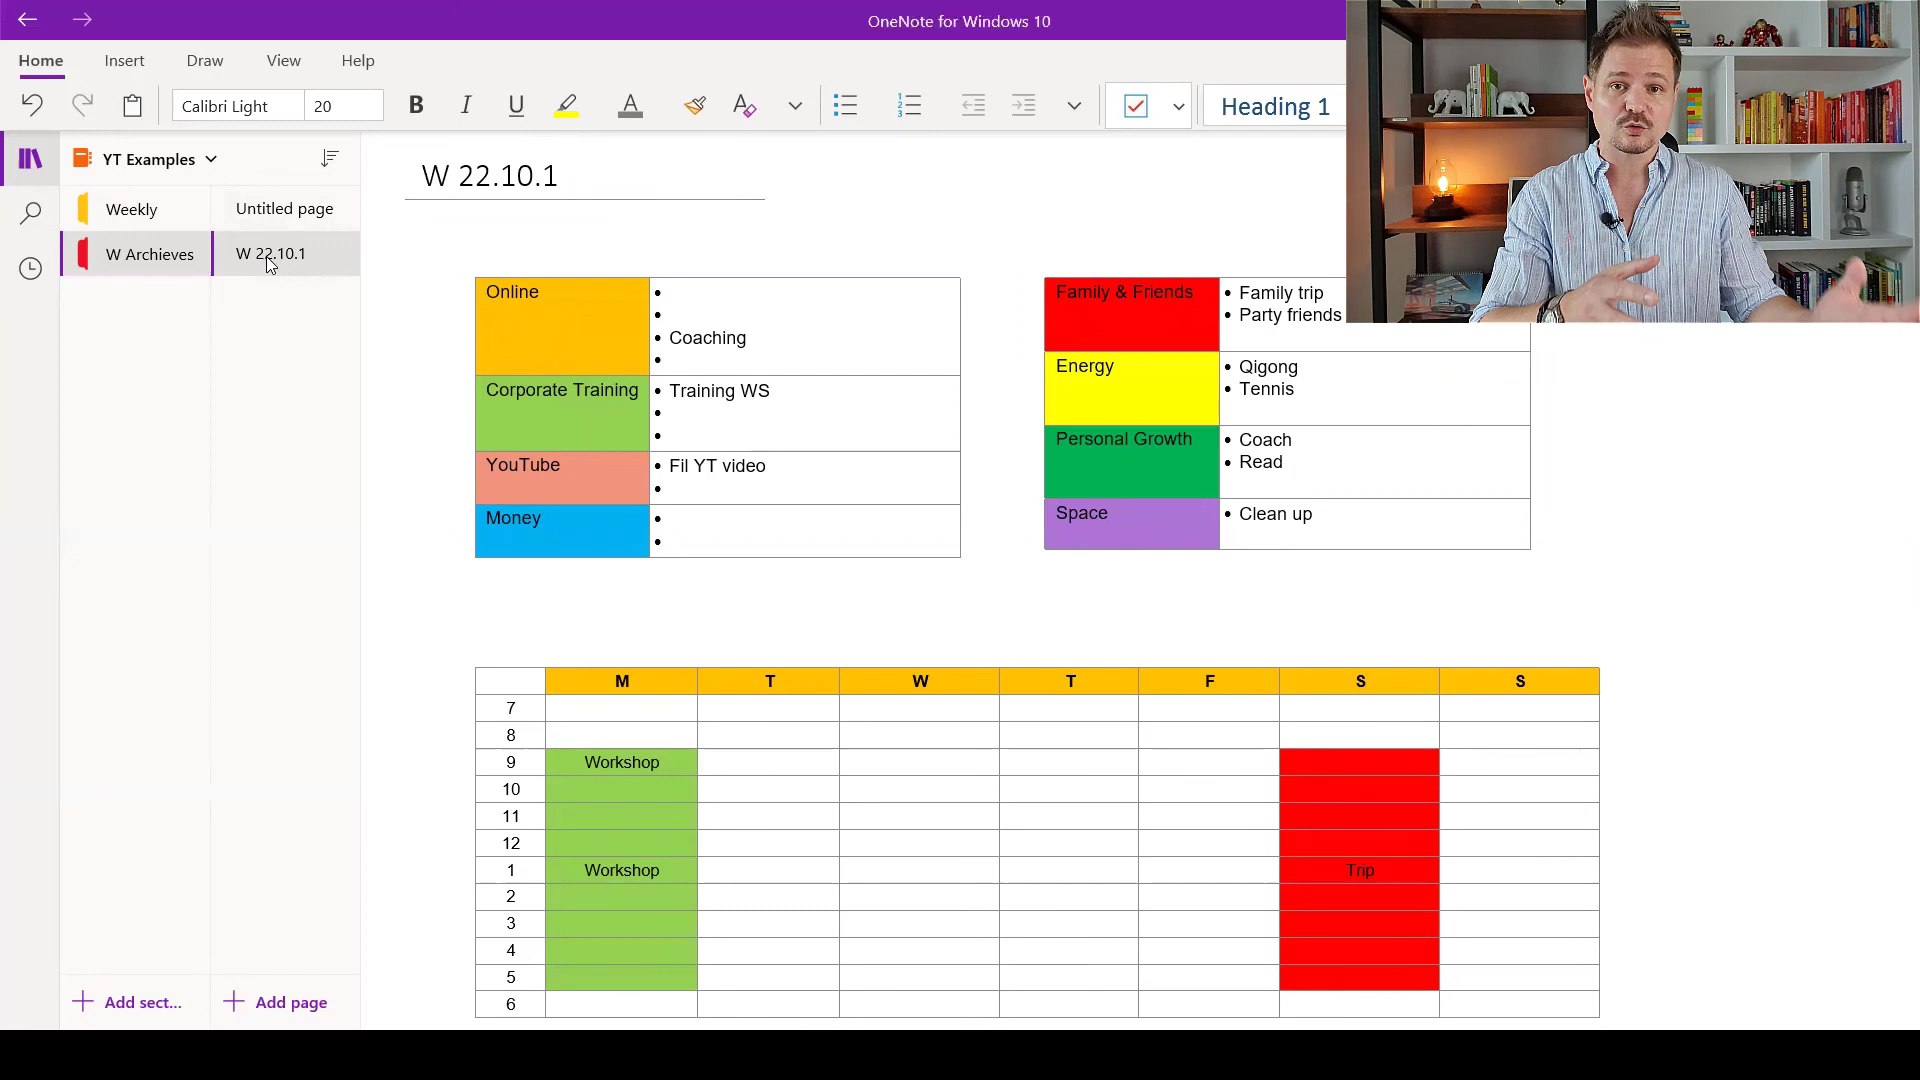 OneNote for Windows 10
Home Insert Draw View Help
Calibri Light 20 B I U A A Heading 1
YT Examples
Weekly
W Archieves
Untitled page
W 22.10.1
W 22.10.1
Online
• 
• 
• Coaching
• 
Corporate Training
• Training WS
• 
• 
YouTube
• Fil YT video
• 
Money
• 
• 
Family & Friends
• Family trip
• Party friends
Energy
• Qigong
• Tennis
Personal Growth
• Coach
• Read
Space
• Clean up
M T W T F S S
7
8
9 Workshop
10
11
12
1 Workshop Trip
2
3
4
5
6
Add sect...
Add page